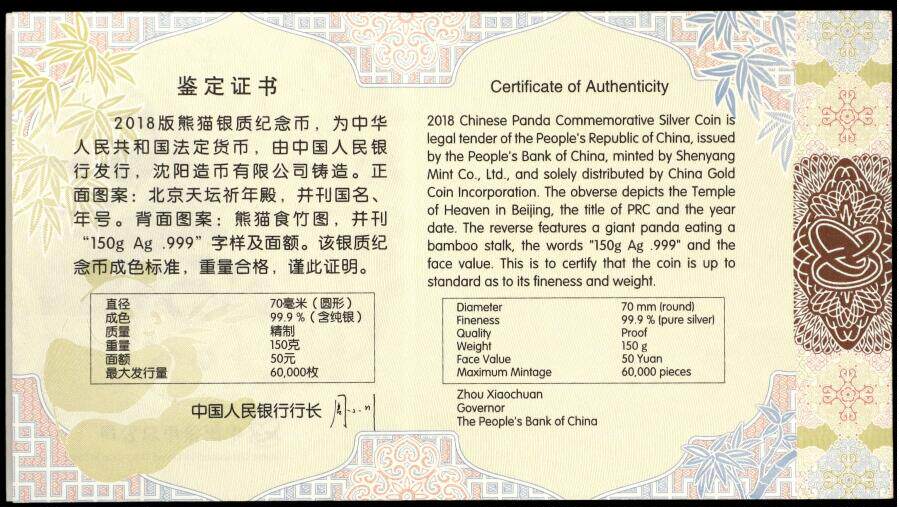 鉴定证书
2018版熊猫银质纪念币，为中华
人民共和国法定货币，由中国人民银
行发行，沈阳造币有限公司铸造。正
面图案：北京天坛祈年殿，并刊国名、
年号。背面图案：熊猫食竹图，并刊
“150g Ag .999”字样及面额。该银质纪
念币成色标准，重量合格，谨此证明。
直径 70毫米（圆形）
成色 99.9 %（含纯银）
质量 精制
重量 150克
面额 50元
最大发行量 60,000枚
中国人民银行行长
Certificate of Authenticity
2018 Chinese Panda Commemorative Silver Coin is
legal tender of the People's Republic of China, issued
by the People's Bank of China, minted by Shenyang
Mint Co., Ltd., and solely distributed by China Gold
Coin Incorporation. The obverse depicts the Temple
of Heaven in Beijing, the title of PRC and the year
date. The reverse features a giant panda eating a
bamboo stalk, the words "150g Ag .999" and the
face value. This is to certify that the coin is up to
standard as to its fineness and weight.
Diameter 70 mm (round)
Fineness 99.9 % (pure silver)
Quality Proof
Weight 150 g
Face Value 50 Yuan
Maximum Mintage 60,000 pieces
Zhou Xiaochuan
Governor
The People's Bank of China